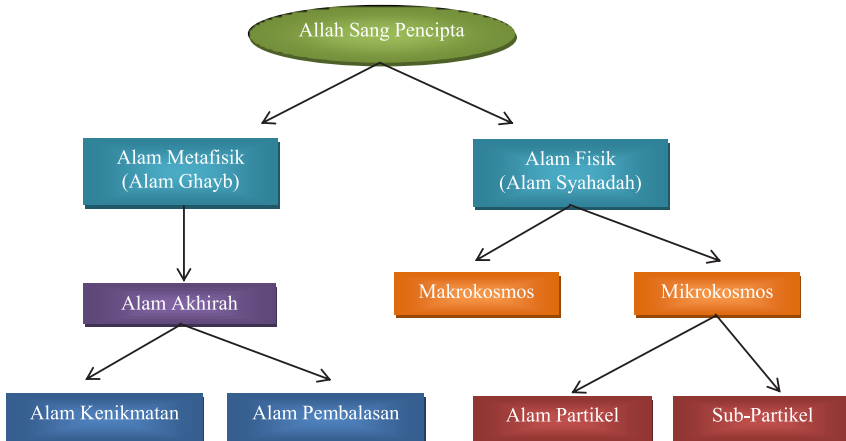 Allah Sang Pencipta
Alam Metafisik
(Alam Ghayb)
Alam Fisik
(Alam Syahadah)
Alam Akhirah
Makrokosmos
Mikrokosmos
Alam Kenikmatan
Alam Pembalasan
Alam Partikel
Sub-Partikel